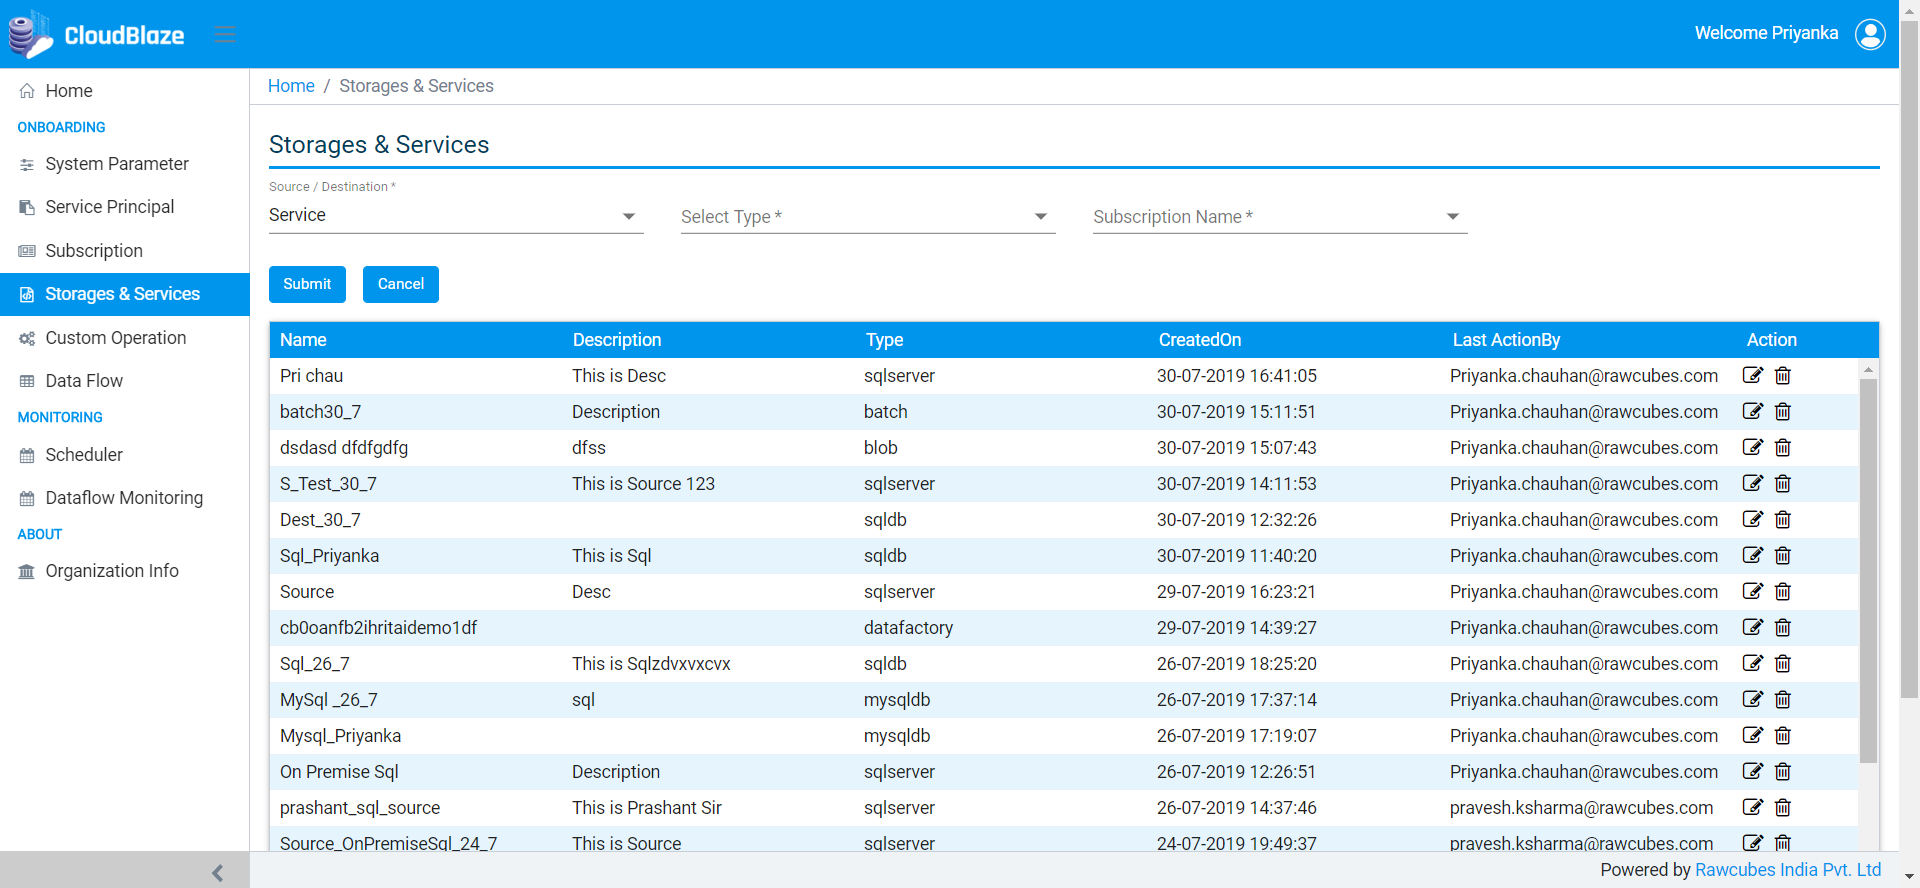 CloudBlaze
Welcome Priyanka
Home
ONBOARDING
System Parameter
Service Principal
Subscription
Storages & Services
Custom Operation
Data Flow
MONITORING
Scheduler
Dataflow Monitoring
ABOUT
Organization Info
Home / Storages & Services
Storages & Services
Source / Destination *
Service
Select Type *
Subscription Name *
Submit Cancel
Name Description Type CreatedOn Last ActionBy Action
Pri chau This is Desc sqlserver 30-07-2019 16:41:05 Priyanka.chauhan@rawcubes.com
batch30_7 Description batch 30-07-2019 15:11:51 Priyanka.chauhan@rawcubes.com
dsdasd dfdfgdfg dfss blob 30-07-2019 15:07:43 Priyanka.chauhan@rawcubes.com
S_Test_30_7 This is Source 123 sqlserver 30-07-2019 14:11:53 Priyanka.chauhan@rawcubes.com
Dest_30_7 sqldb 30-07-2019 12:32:26 Priyanka.chauhan@rawcubes.com
Sql_Priyanka This is Sql sqldb 30-07-2019 11:40:20 Priyanka.chauhan@rawcubes.com
Source Desc sqlserver 29-07-2019 16:23:21 Priyanka.chauhan@rawcubes.com
cb0oanfb2ihritaidemo1df datafactory 29-07-2019 14:39:27 Priyanka.chauhan@rawcubes.com
Sql_26_7 This is Sqlzdvxvxcvx sqldb 26-07-2019 18:25:20 Priyanka.chauhan@rawcubes.com
MySql _26_7 sql mysqldb 26-07-2019 17:37:14 Priyanka.chauhan@rawcubes.com
Mysql_Priyanka mysqldb 26-07-2019 17:19:07 Priyanka.chauhan@rawcubes.com
On Premise Sql Description sqlserver 26-07-2019 12:26:51 Priyanka.chauhan@rawcubes.com
prashant_sql_source This is Prashant Sir sqlserver 26-07-2019 14:37:46 pravesh.ksharma@rawcubes.com
Source_OnPremiseSql_24_7 This is Source sqlserver 24-07-2019 19:49:37 pravesh.ksharma@rawcubes.com
Powered by Rawcubes India Pvt. Ltd